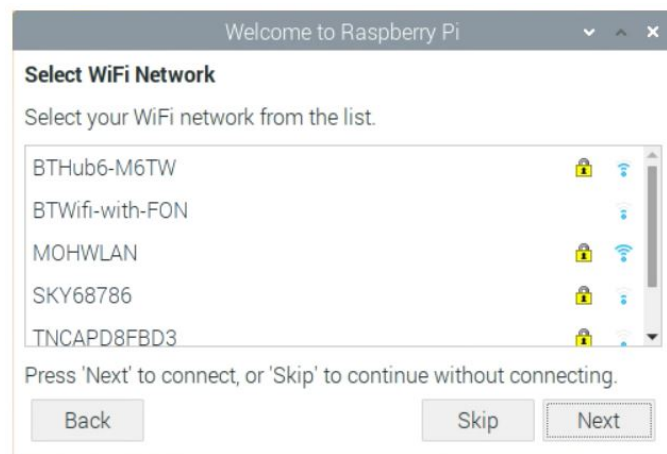 Welcome to Raspberry Pi
Select WiFi Network
Select your WiFi network from the list.
BTHub6-M6TW
BTWifi-with-FON
MOHWLAN
SKY68786
TNCAPD8FBD3
Press 'Next' to connect, or 'Skip' to continue without connecting.
Back Skip Next